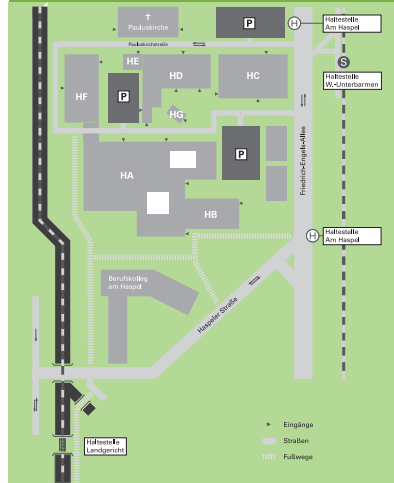 Pauluskirche
P
H
Haltestelle
Am Haspel
Pauluskirchstraße
S
Haltestelle
W.-Unterbarmen
HE
HD
HC
HF
P
HG
P
HA
HB
Friedrich-Engels-Allee
H
Haltestelle
Am Haspel
Berufskolleg
am Haspel
Haspeler Straße
Haltestelle
Landgericht
Eingänge
Straßen
Fußwege